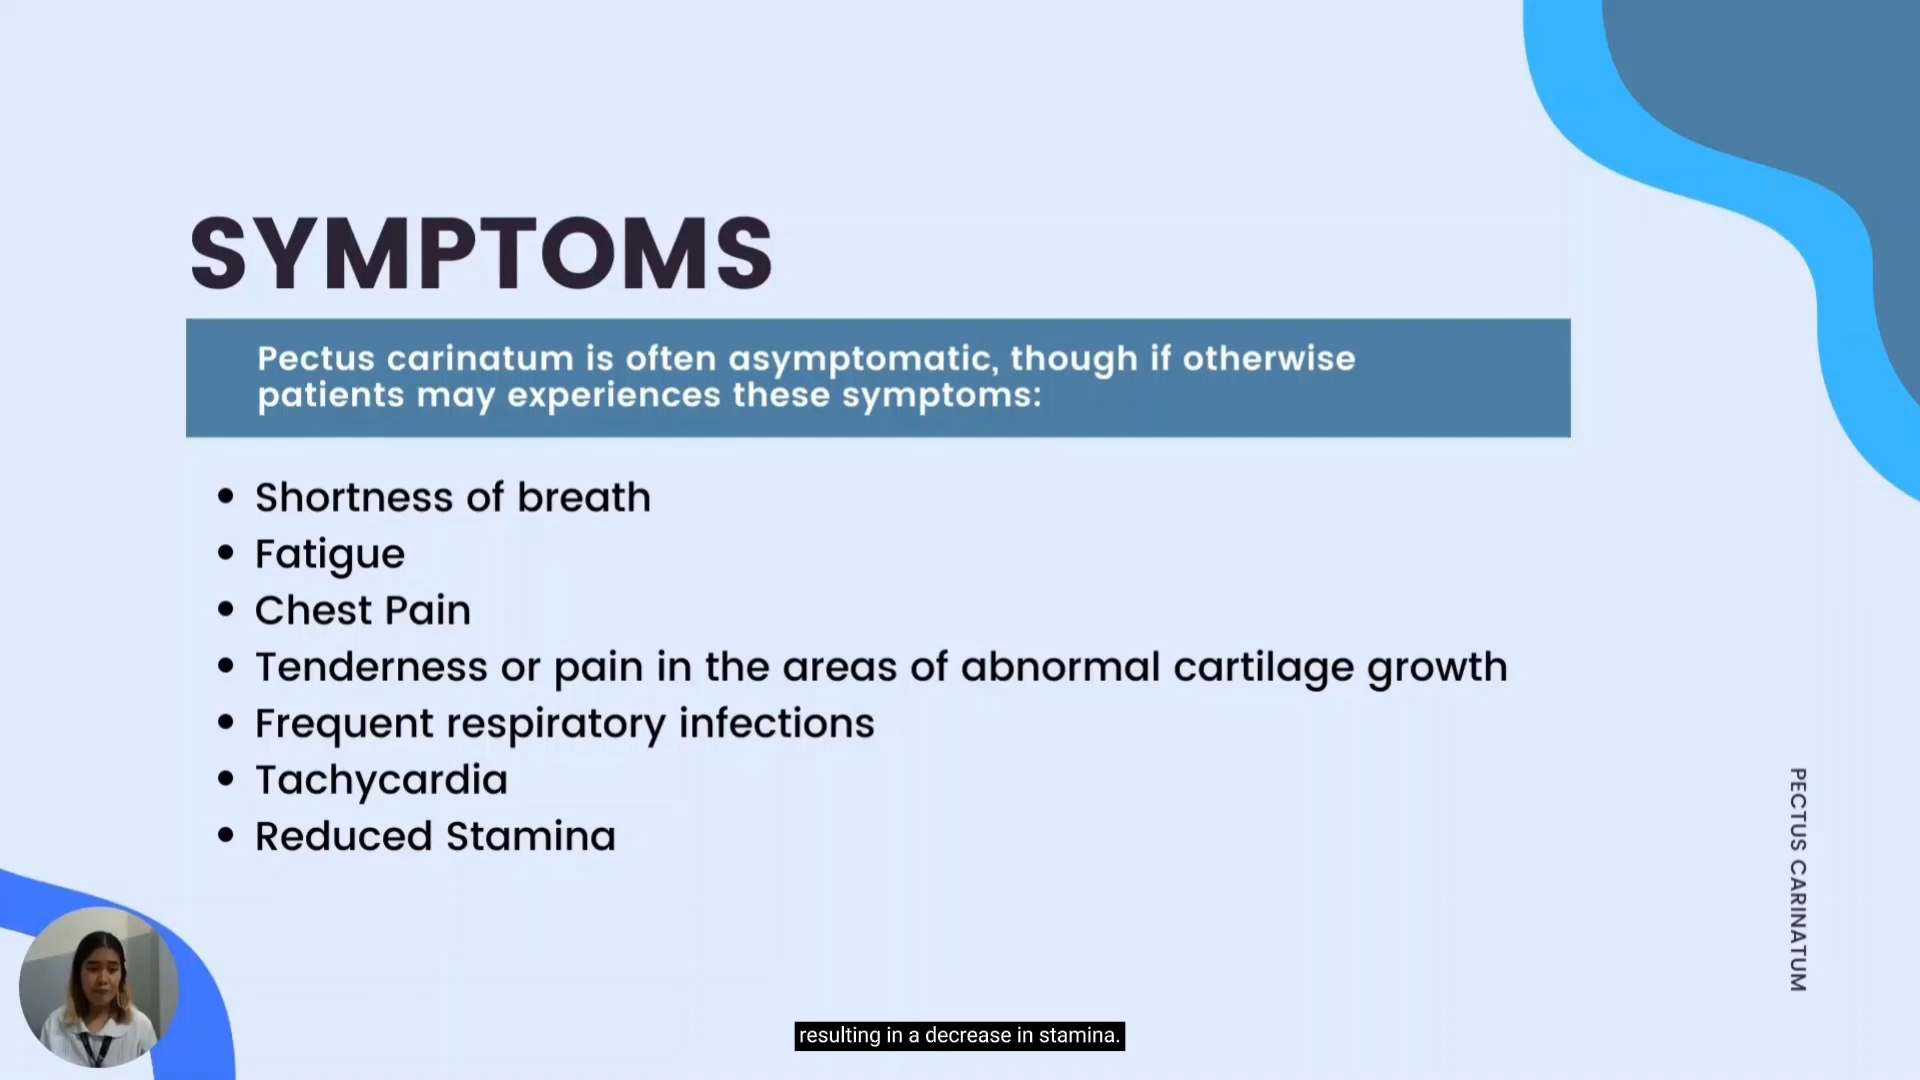 SYMPTOMS
Pectus carinatum is often asymptomatic, though if otherwise
patients may experiences these symptoms:
• Shortness of breath
• Fatigue
• Chest Pain
• Tenderness or pain in the areas of abnormal cartilage growth
• Frequent respiratory infections
• Tachycardia
• Reduced Stamina
PECTUS CARINATUM
resulting in a decrease in stamina.